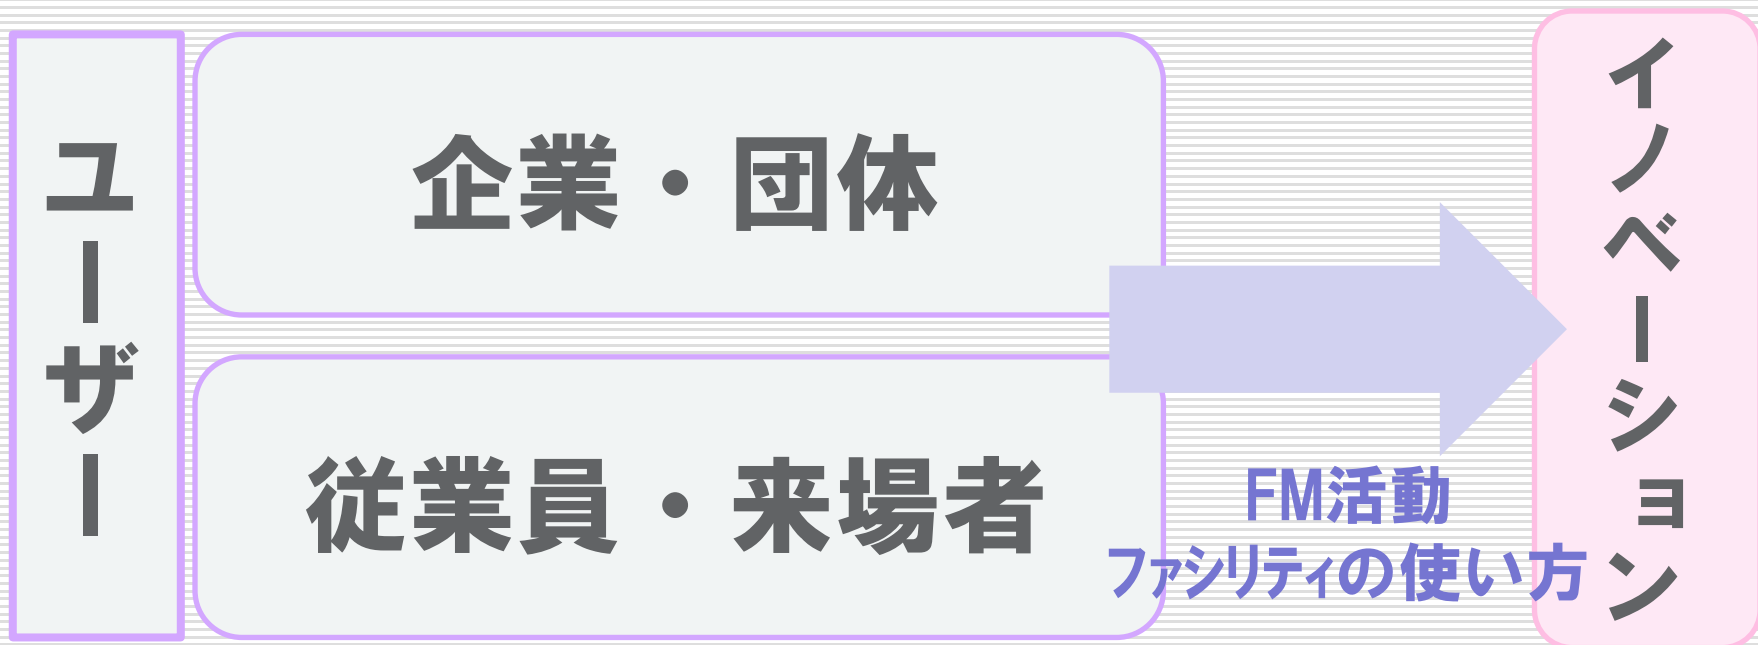 ユーザー
企業・団体
従業員・来場者
FM活動
ファシリティの使い方
イノベーション